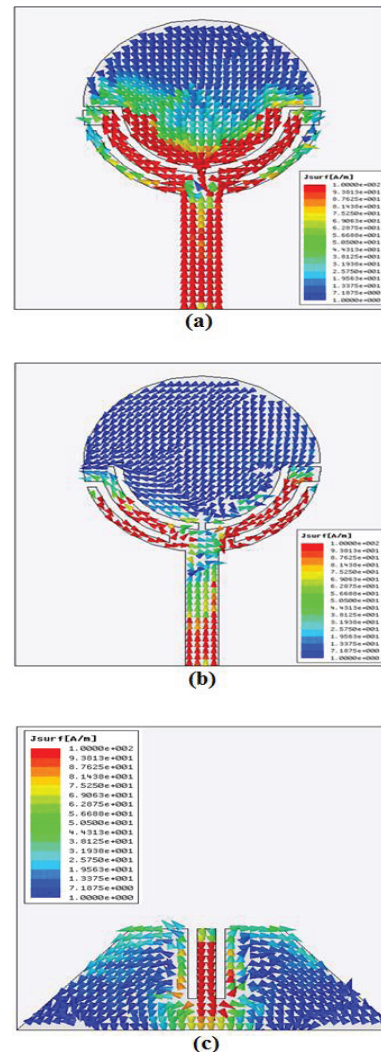 Jsurf[A/m]
1.0000e+002
9.3813e+001
8.7625e+001
8.1438e+001
7.5250e+001
6.9063e+001
6.2875e+001
5.6688e+001
5.0500e+001
4.4313e+001
3.8125e+001
3.1938e+001
2.5750e+001
1.9563e+001
1.3375e+001
7.1875e+000
1.0000e+000
(a)
Jsurf[A/m]
1.0000e+002
9.3813e+001
8.7625e+001
8.1438e+001
7.5250e+001
6.9063e+001
6.2875e+001
5.6688e+001
5.0500e+001
4.4313e+001
3.8125e+001
3.1938e+001
2.5750e+001
1.9563e+001
1.3375e+001
7.1875e+000
1.0000e+000
(b)
Jsurf[A/m]
1.0000e+002
9.3813e+001
8.7625e+001
8.1438e+001
7.5250e+001
6.9063e+001
6.2875e+001
5.6688e+001
5.0500e+001
4.4313e+001
3.8125e+001
3.1938e+001
2.5750e+001
1.9563e+001
1.3375e+001
7.1875e+000
1.0000e+000
(c)